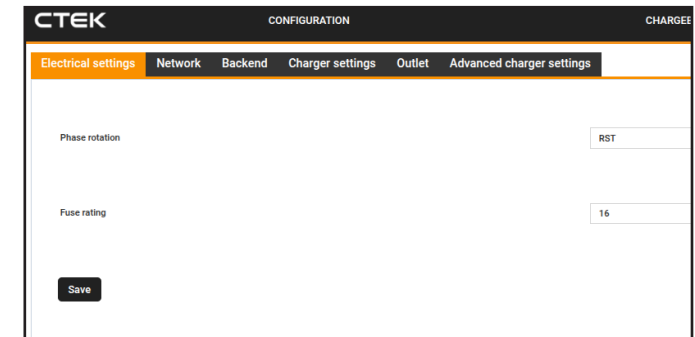 CTEK CONFIGURATION
Electrical settings Network Backend Charger settings Outlet Advanced charger settings
Phase rotation RST
Fuse rating 16
Save